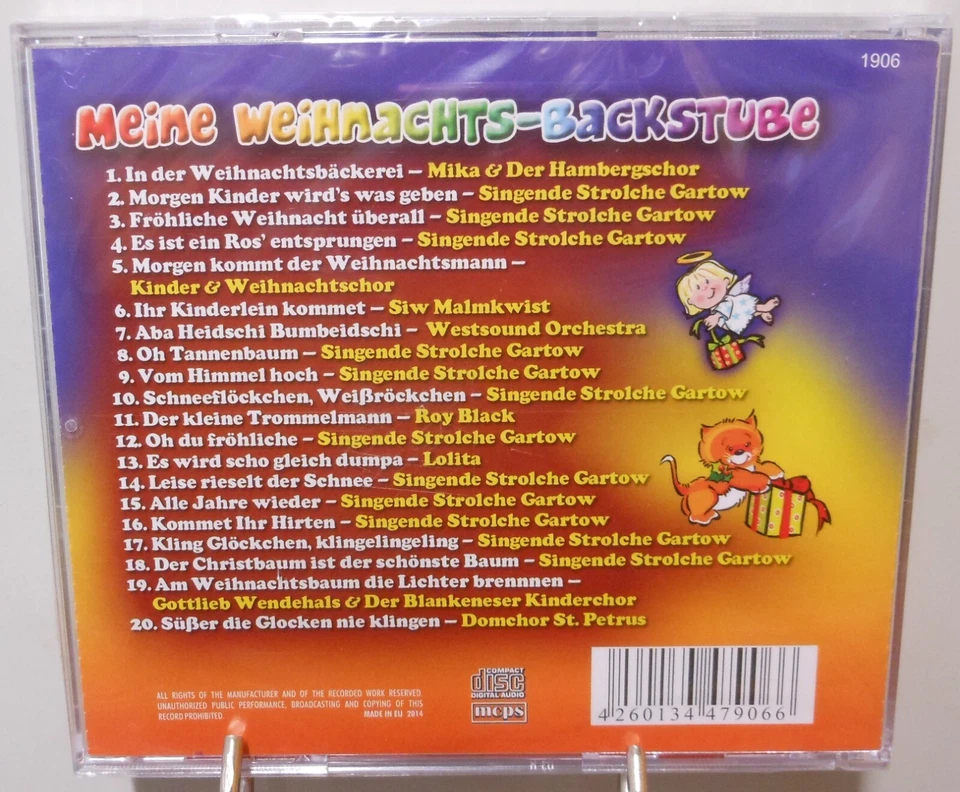 1906
Meine Weihnachts-Backstube
1. In der Weihnachtsbäckerei – Mika & Der Hambergschor
2. Morgen Kinder wird's was geben – Singende Strolche Gartow
3. Fröhliche Weihnacht überall – Singende Strolche Gartow
4. Es ist ein Ros' entsprungen – Singende Strolche Gartow
5. Morgen kommt der Weihnachtsmann –
Kinder & Weihnachtschor
6. Ihr Kinderlein kommet – Siw Malmkwist
7. Aba Heidschi Bumbeidschi – Westsound Orchestra
8. Oh Tannenbaum – Singende Strolche Gartow
9. Vom Himmel hoch – Singende Strolche Gartow
10. Schneeflöckchen, Weißröckchen – Singende Strolche Gartow
11. Der kleine Trommelmann – Roy Black
12. Oh du fröhliche – Singende Strolche Gartow
13. Es wird scho gleich dumpa – Lolita
14. Leise rieselt der Schnee – Singende Strolche Gartow
15. Alle Jahre wieder – Singende Strolche Gartow
16. Kommet Ihr Hirten – Singende Strolche Gartow
17. Kling Glöckchen, klingelingeling – Singende Strolche Gartow
18. Der Christbaum ist der schönste Baum – Singende Strolche Gartow
19. Am Weihnachtsbaum die Lichter brennnen –
Gottlieb Wendehals & Der Blankeneser Kinderchor
20. Süßer die Glocken nie klingen – Domchor St. Petrus
ALL RIGHTS OF THE MANUFACTURER AND OF THE RECORDED WORK RESERVED.
UNAUTHORIZED PUBLIC PERFORMANCE, BROADCASTING AND COPYING OF THIS
RECORD PROHIBITED. MADE IN EU 2014
COMPACT
disc
DIGITAL AUDIO
mcps
4 260134 479066